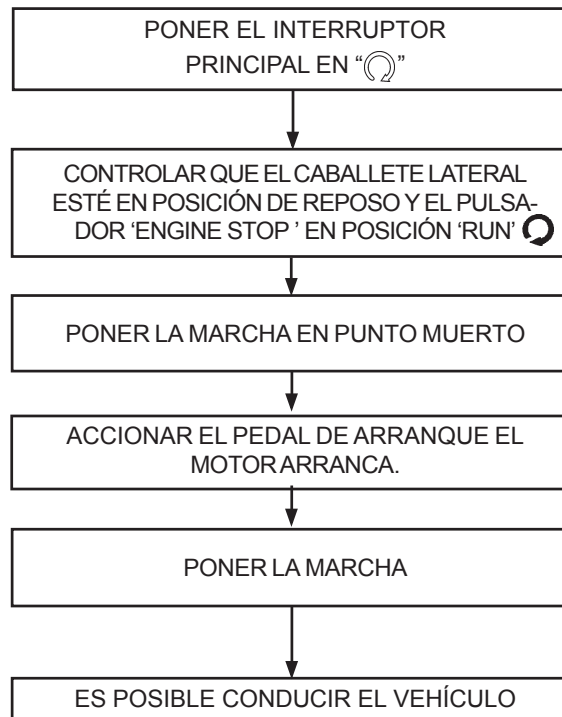 PONER EL INTERRUPTOR
PRINCIPAL EN “”
CONTROLAR QUE EL CABALLETE LATERAL
ESTÉ EN POSICIÓN DE REPOSO Y EL PULSA-
DOR ‘ENGINE STOP ’ EN POSICIÓN ‘RUN’
PONER LA MARCHA EN PUNTO MUERTO
ACCIONAR EL PEDAL DE ARRANQUE EL
MOTOR ARRANCA.
PONER LA MARCHA
ES POSIBLE CONDUCIR EL VEHÍCULO